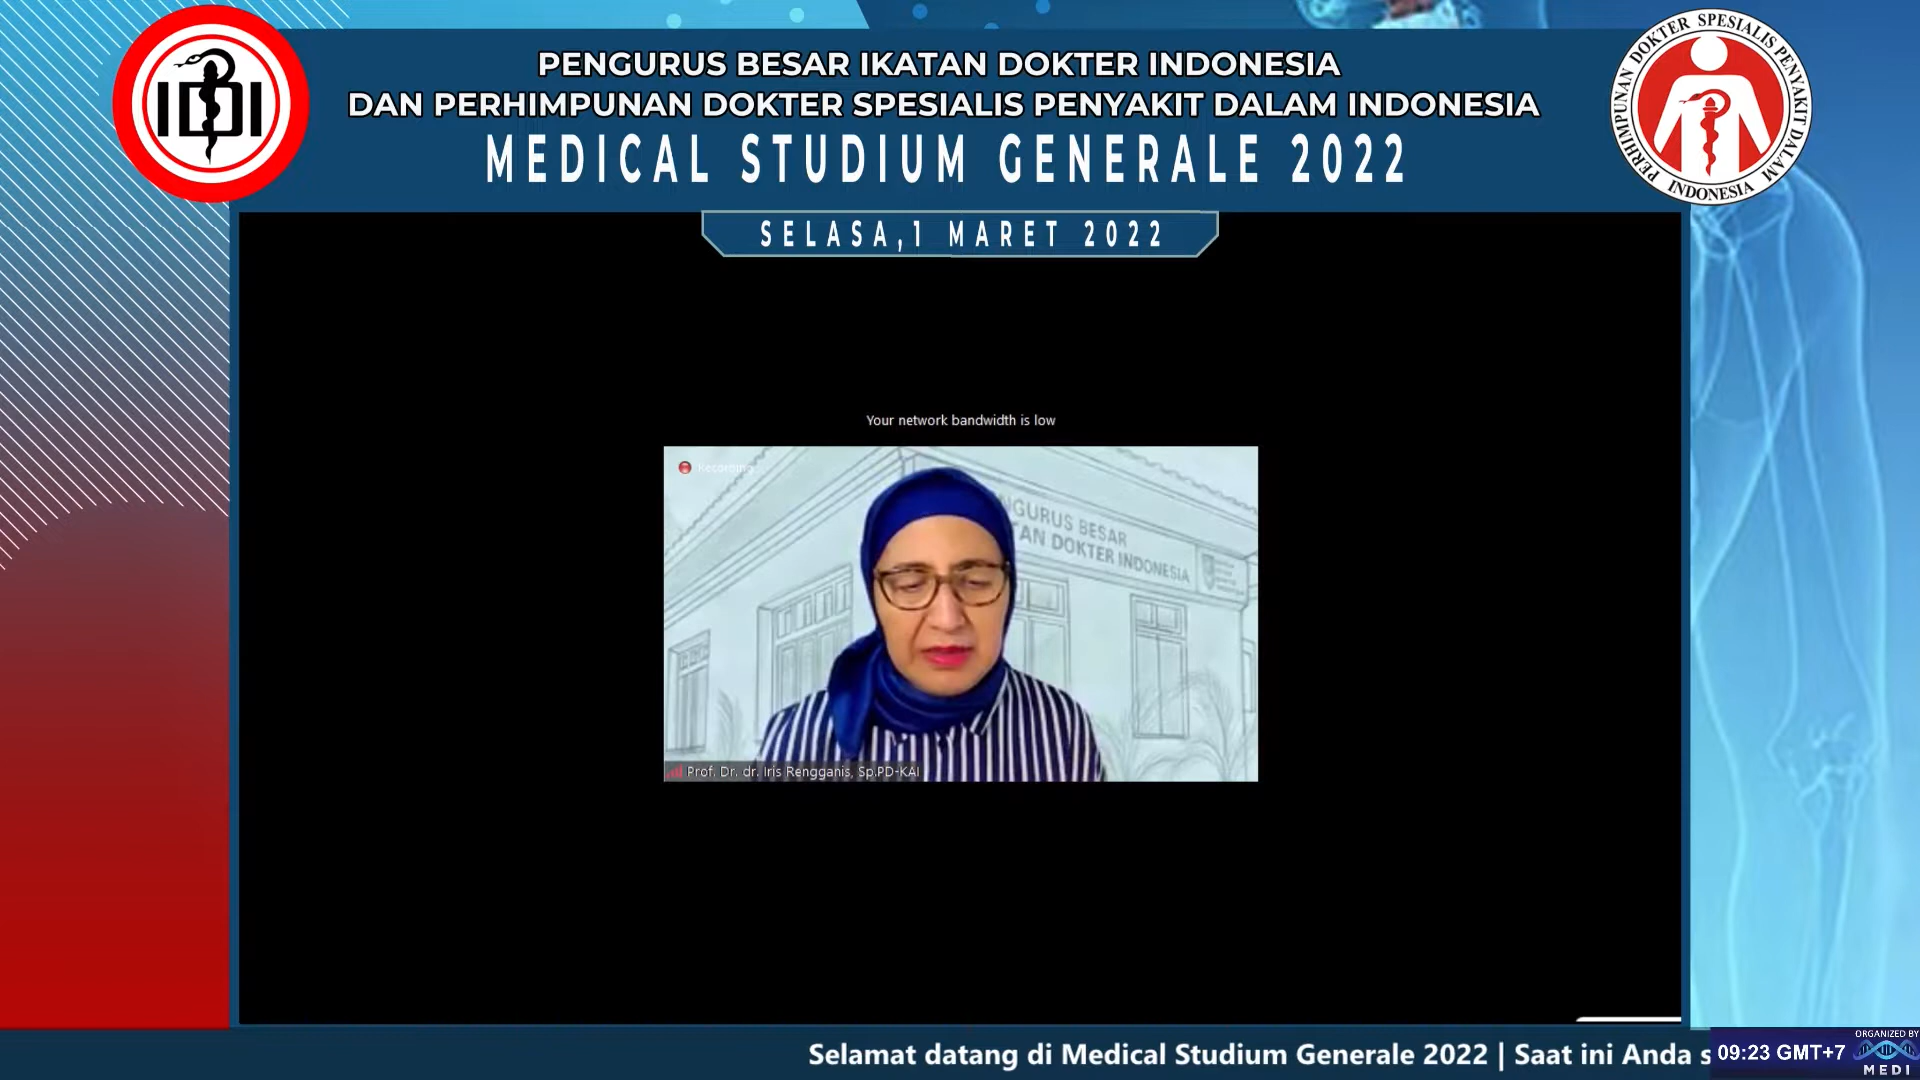 PENGURUS BESAR IKATAN DOKTER INDONESIA
DAN PERHIMPUNAN DOKTER SPESIALIS PENYAKIT DALAM INDONESIA
MEDICAL STUDIUM GENERALE 2022
IDI
PERHIMPUNAN DOKTER SPESIALIS PENYAKIT DALAM
INDONESIA
SELASA,1 MARET 2022
Your network bandwidth is low
Recording
NGURUS BESAR
TAN DOKTER INDONESIA
Prof. Dr. dr. Iris Rengganis, Sp.PD-KAI
Selamat datang di Medical Studium Generale 2022 | Saat ini Anda s
09:23 GMT+7
ORGANIZED BY
MEDI